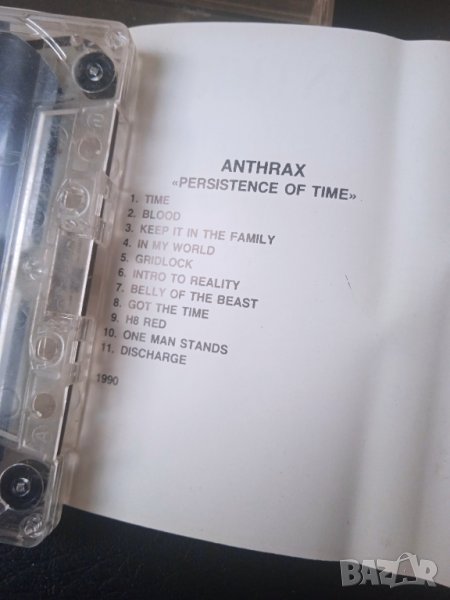 ANTHRAX
«PERSISTENCE OF TIME»
1. TIME
2. BLOOD
3. KEEP IT IN THE FAMILY
4. IN MY WORLD
5. GRIDLOCK
6. INTRO TO REALITY
7. BELLY OF THE BEAST
8. GOT THE TIME
9. H8 RED
10. ONE MAN STANDS
11. DISCHARGE
1990
BAZAR